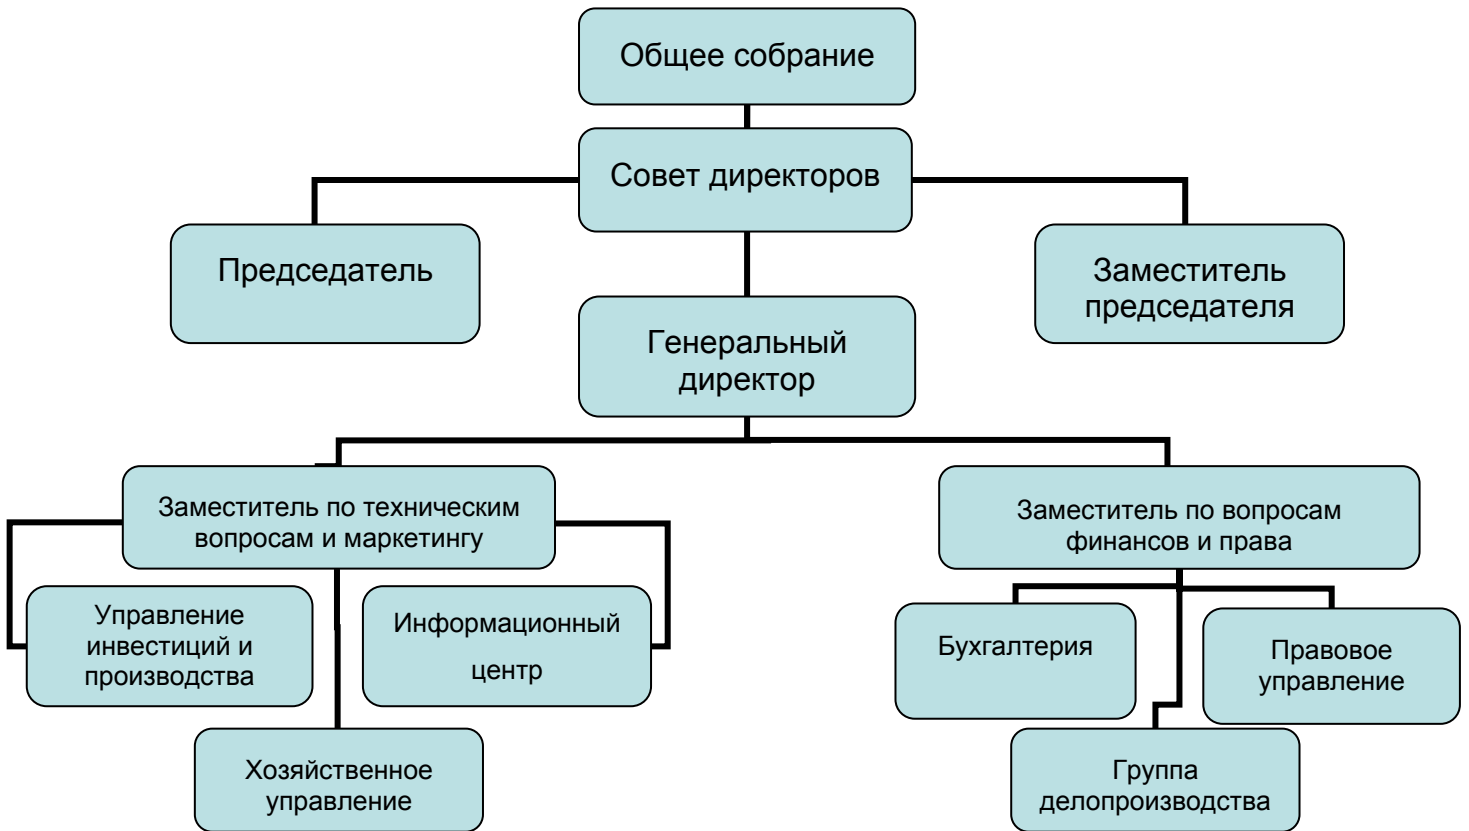 Общее собрание
Совет директоров
Председатель
Заместитель
председателя
Генеральный
директор
Заместитель по техническим
вопросам и маркетингу
Заместитель по вопросам
финансов и права
Управление
инвестиций и
производства
Информационный
центр
Бухгалтерия
Правовое
управление
Хозяйственное
управление
Группа
делопроизводства